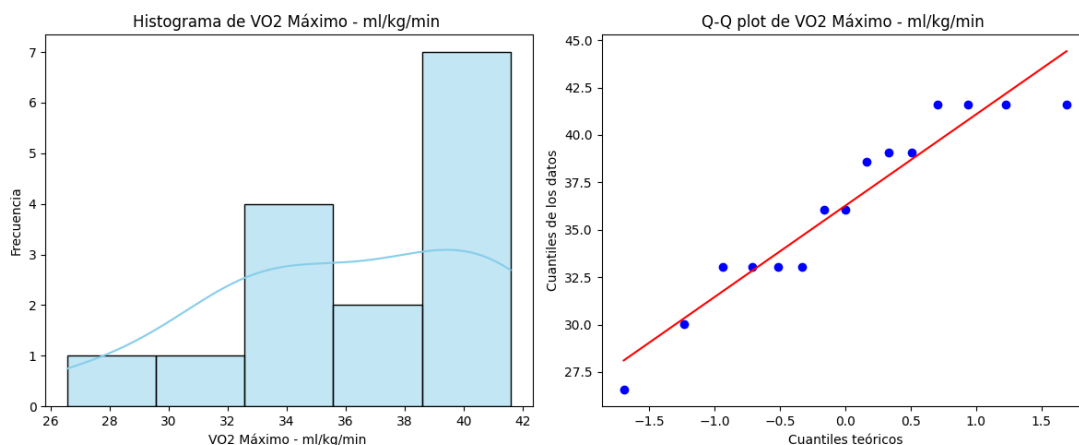 Histograma de VO2 Máximo - ml/kg/min
7
6
5
4
3
2
1
0
Frecuencia
26 28 30 32 34 36 38 40 42
VO2 Máximo - ml/kg/min
Q-Q plot de VO2 Máximo - ml/kg/min
45.0
42.5
40.0
37.5
35.0
32.5
30.0
27.5
Cuantiles de los datos
−1.5 −1.0 −0.5 0.0 0.5 1.0 1.5
Cuantiles teóricos